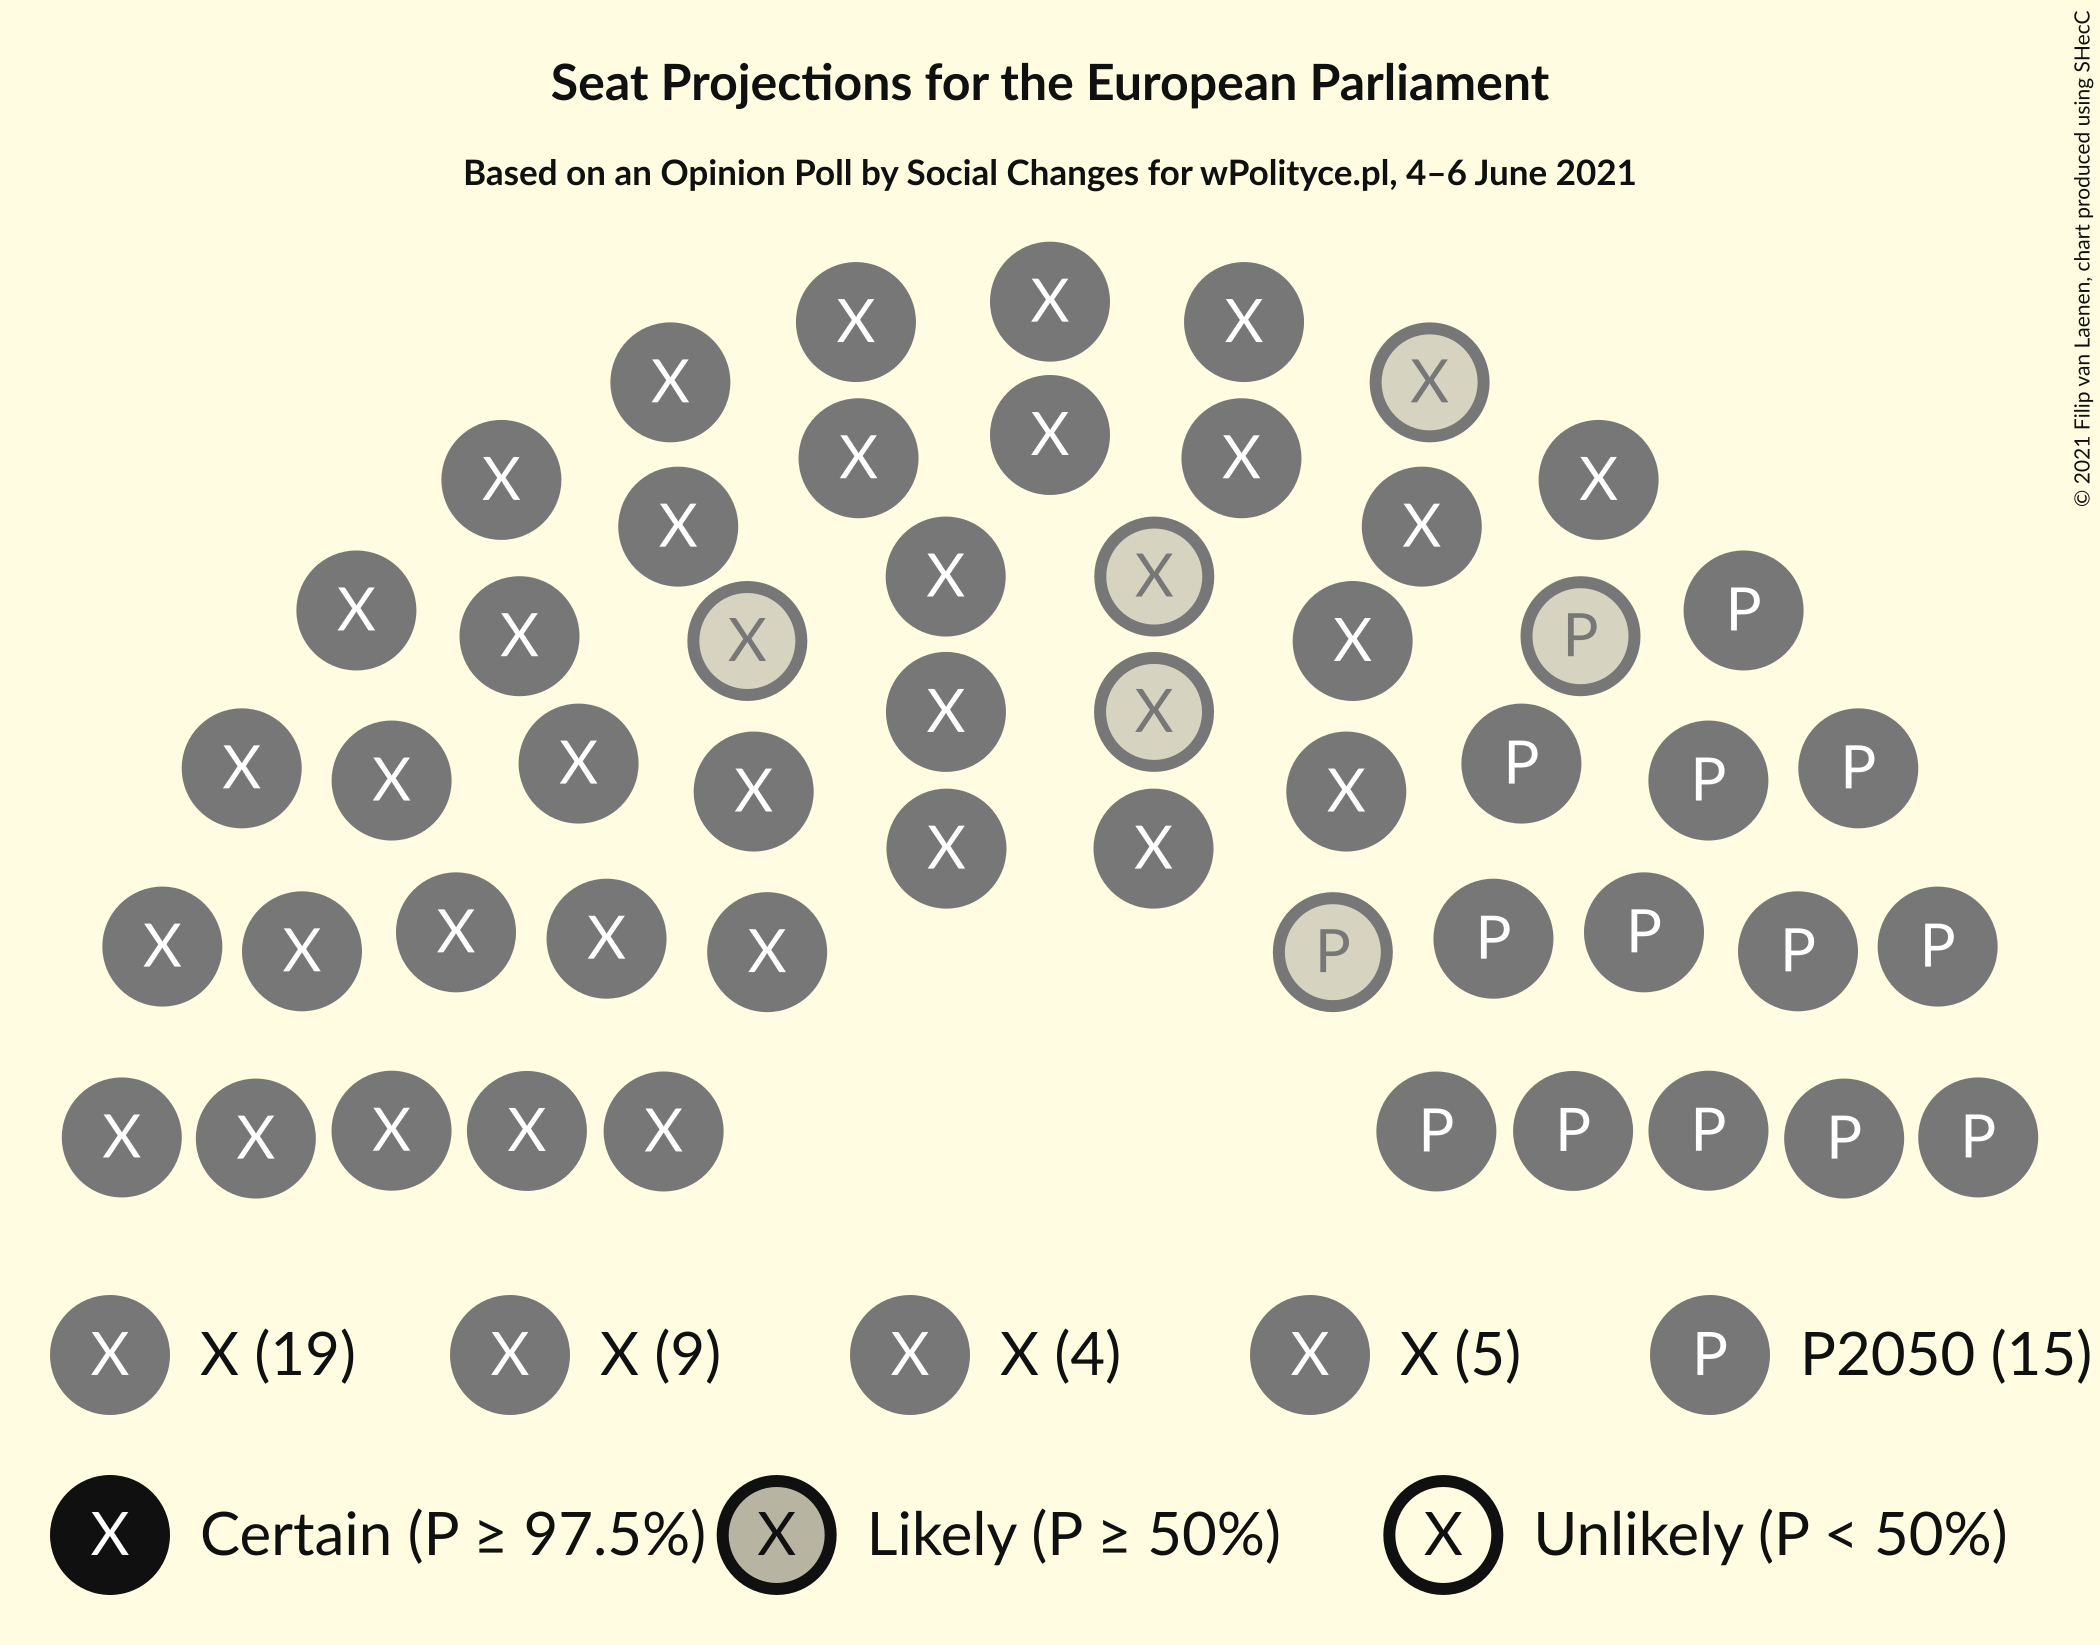 Seat Projections for the European Parliament
Based on an Opinion Poll by Social Changes for wPolityce.pl, 4–6 June 2021
© 2021 Filip van Laenen, chart produced using SHecC
X
X X
X X
X
X
X X X
X X
X X
X X
X P P
X X
X P
X X
X X X P P P
X X
X X
X X X P P P P
X X X P P
X X X X X P P P P P
X X (19) X X (9) X X (4) X X (5) P P2050 (15)
X Certain (P ≥ 97.5%) X Likely (P ≥ 50%) X Unlikely (P < 50%)